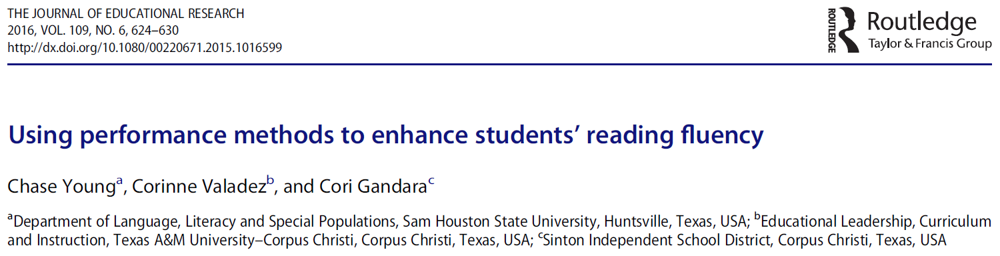 THE JOURNAL OF EDUCATIONAL RESEARCH
2016, VOL. 109, NO. 6, 624–630
http://dx.doi.org/10.1080/00220671.2015.1016599
ROUTLEDGE
Routledge
Taylor & Francis Group
Using performance methods to enhance students’ reading fluency
Chase Youngᵃ, Corinne Valadezᵇ, and Cori Gandaraᶜ
ᵃDepartment of Language, Literacy and Special Populations, Sam Houston State University, Huntsville, Texas, USA; ᵇEducational Leadership, Curriculum
and Instruction, Texas A&M University–Corpus Christi, Corpus Christi, Texas, USA; ᶜSinton Independent School District, Corpus Christi, Texas, USA